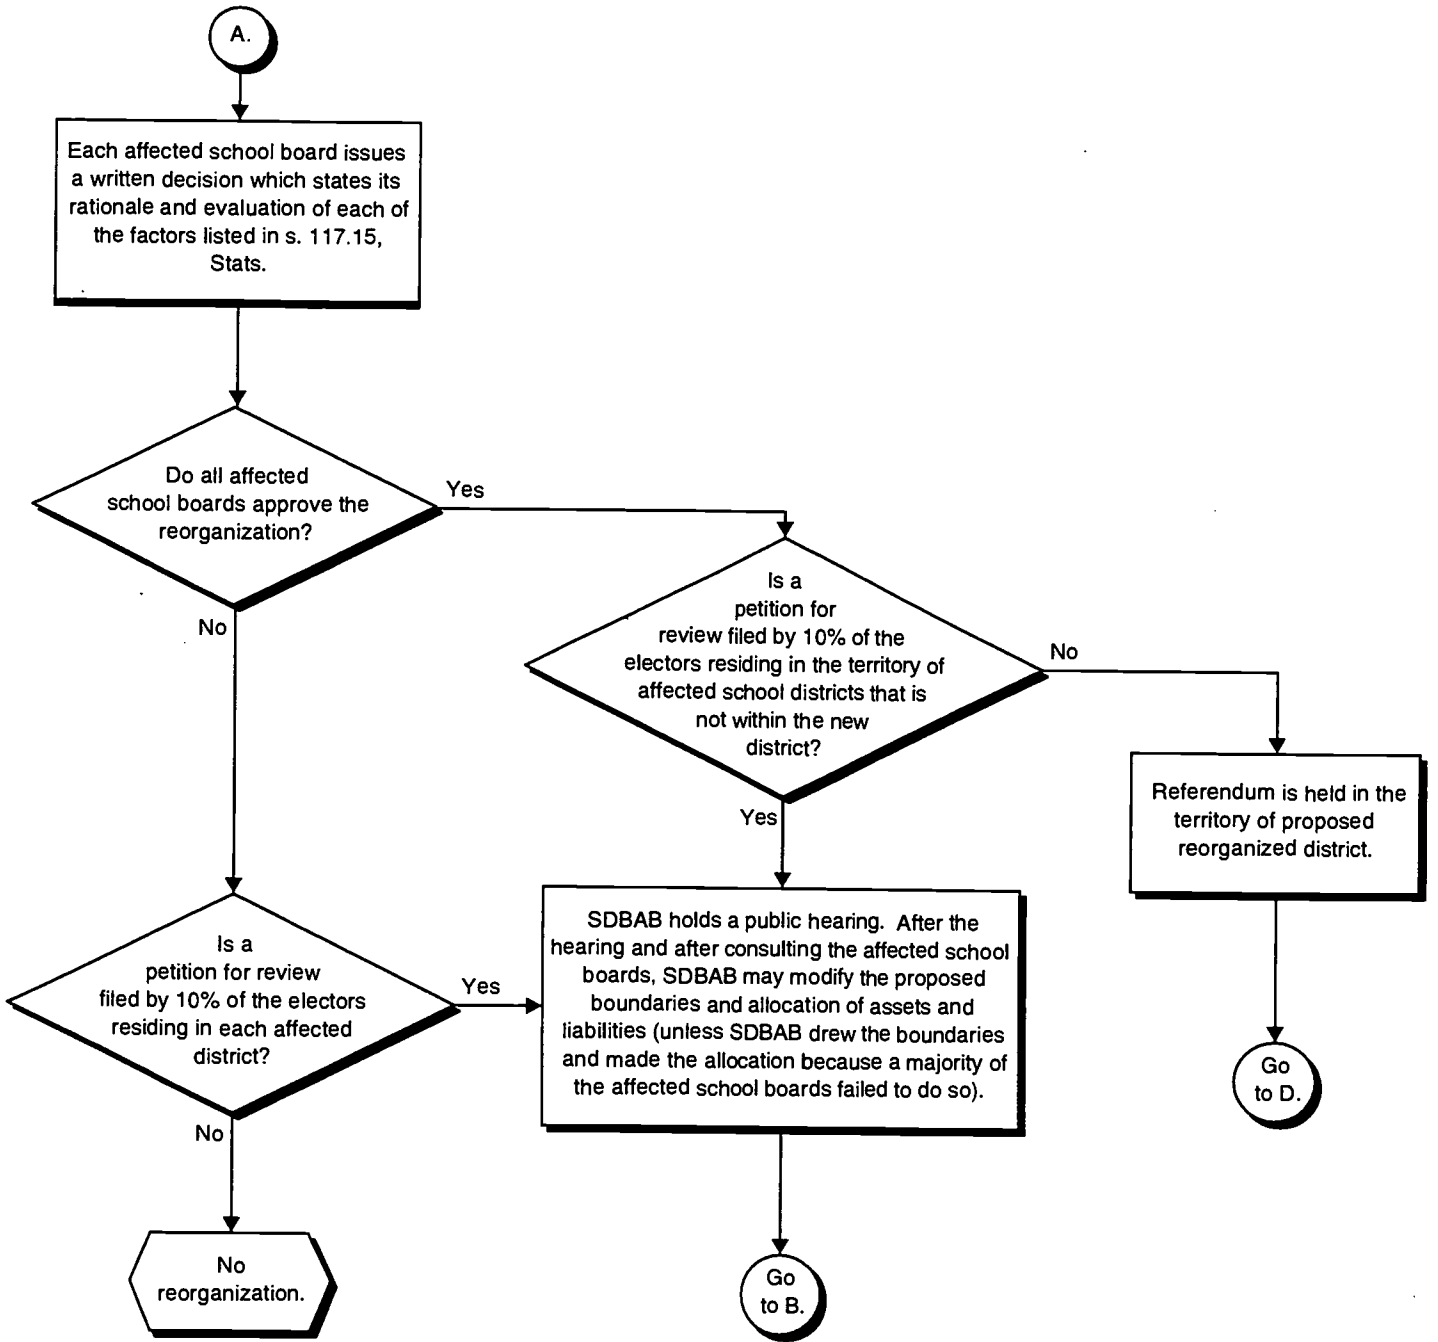 A.
Each affected school board issues
a written decision which states its
rationale and evaluation of each of
the factors listed in s. 117.15,
Stats.
Do all affected
school boards approve the
reorganization?
Yes
No
Is a
petition for
review filed by 10% of the
electors residing in the territory of
affected school districts that is
not within the new
district?
No
Yes
Referendum is held in the
territory of proposed
reorganized district.
Go
to D.
Is a
petition for review
filed by 10% of the electors
residing in each affected
district?
Yes
No
SDBAB holds a public hearing. After the
hearing and after consulting the affected school
boards, SDBAB may modify the proposed
boundaries and allocation of assets and
liabilities (unless SDBAB drew the boundaries
and made the allocation because a majority of
the affected school boards failed to do so).
No
reorganization.
Go
to B.